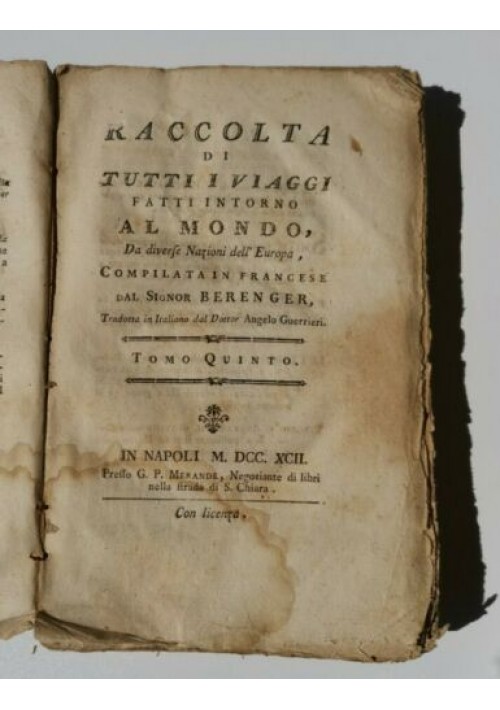 RACCOLTA
DI
TUTTI I VIAGGI
FATTI INTORNO
AL MONDO,
Da diverſe Nazioni dell' Europa,
COMPILATA IN FRANCESE
DAL SIGNOR BERENGER,
Tradotta in Italiano dal Dottor Angelo Guerrieri.
TOMO QUINTO.
IN NAPOLI M. DCC. XCII.
Preſſo G. P. MERANDE, Negoziante di libri
nella ſtrada di S. Chiara.
Con licenza.